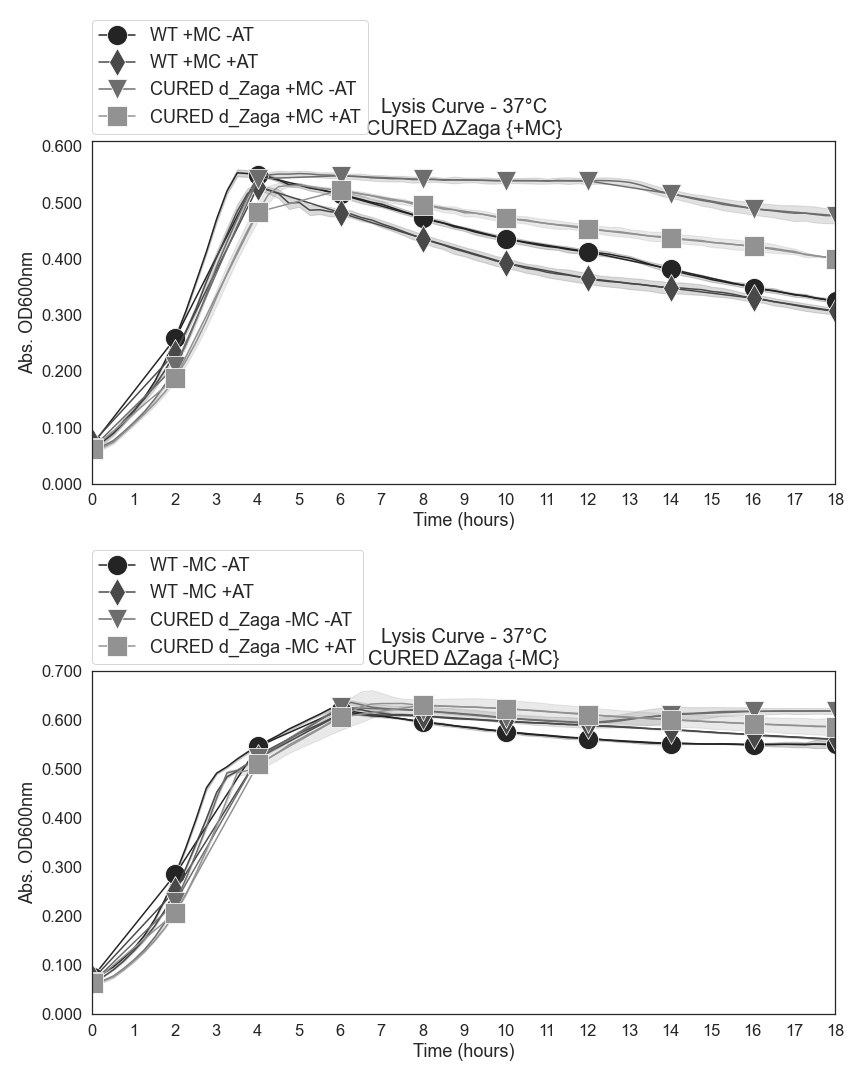 WT +MC -AT
WT +MC +AT
CURED d_Zaga +MC -AT
CURED d_Zaga +MC +AT
Lysis Curve - 37°C
CURED ΔZaga {+MC}
0.600
0.500
0.400
0.300
0.200
0.100
0.000
Abs. OD600nm
0 1 2 3 4 5 6 7 8 9 10 11 12 13 14 15 16 17 18
Time (hours)
WT -MC -AT
WT -MC +AT
CURED d_Zaga -MC -AT
CURED d_Zaga -MC +AT
Lysis Curve - 37°C
CURED ΔZaga {-MC}
0.700
0.600
0.500
0.400
0.300
0.200
0.100
0.000
Abs. OD600nm
0 1 2 3 4 5 6 7 8 9 10 11 12 13 14 15 16 17 18
Time (hours)